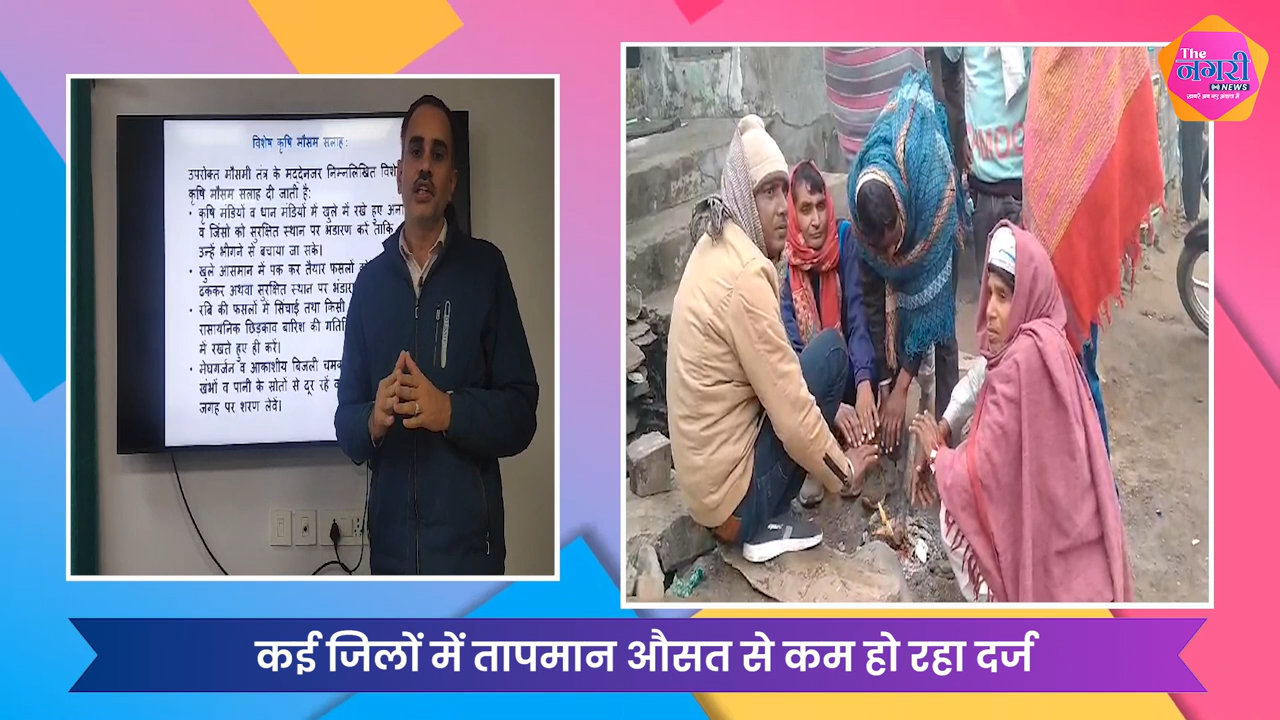 The
नगरी
NEWS
विशेष कृषि मौसम सलाह:
उपरोक्त मौसमी तंत्र के मददेनजर निम्नलिखित
कृषि मौसम सलाह दी जाती है:
• कृषि मंडियों व धान मंडियों में खुले में रखे हुए
व जिंसो को सुरक्षित स्थान पर भंडारण करें ताकि
उन्हें भीगने से बचाया जा सके।
• खुले आसमान में पक कर तैयार फसलों को
ढककर अथवा सुरक्षित स्थान पर
• रबि की फसलों में सिंचाई तथा किसी
रासायनिक छिड़काव बारिश की
में रखते हुए ही करें।
• मेघगर्जन व आकाशीय बिजली
खंभों व पानी के स्रोतों से दूर रहें
जगह पर शरण लेवें।
कई जिलों में तापमान औसत से कम हो रहा दर्ज